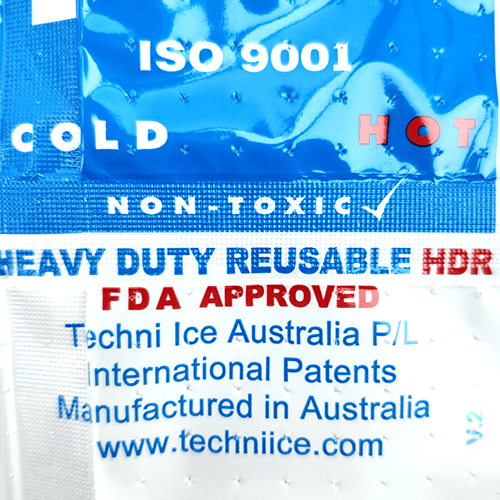 ISO 9001
COLD HOT
NON-TOXIC
HEAVY DUTY REUSABLE HDR
FDA APPROVED
Techni Ice Australia P/L
International Patents
Manufactured in Australia
www.techniice.com
V.2